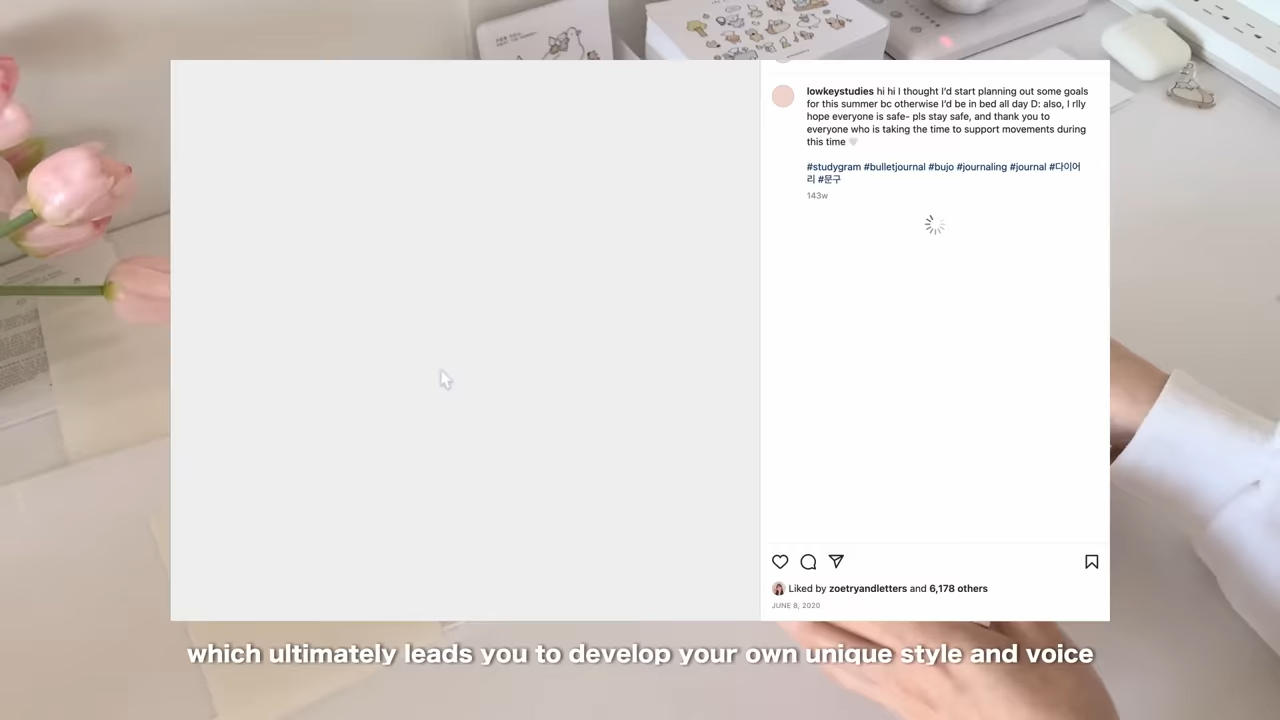 lowkeystudies hi hi I thought I'd start planning out some goals
for this summer bc otherwise I'd be in bed all day D: also, I rlly
hope everyone is safe- pls stay safe, and thank you to
everyone who is taking the time to support movements during
this time 🤍
#studygram #bulletjournal #bujo #journaling #journal #다이어
리 #문구
143w
Liked by zoetryandletters and 6,178 others
JUNE 8, 2020
which ultimately leads you to develop your own unique style and voice